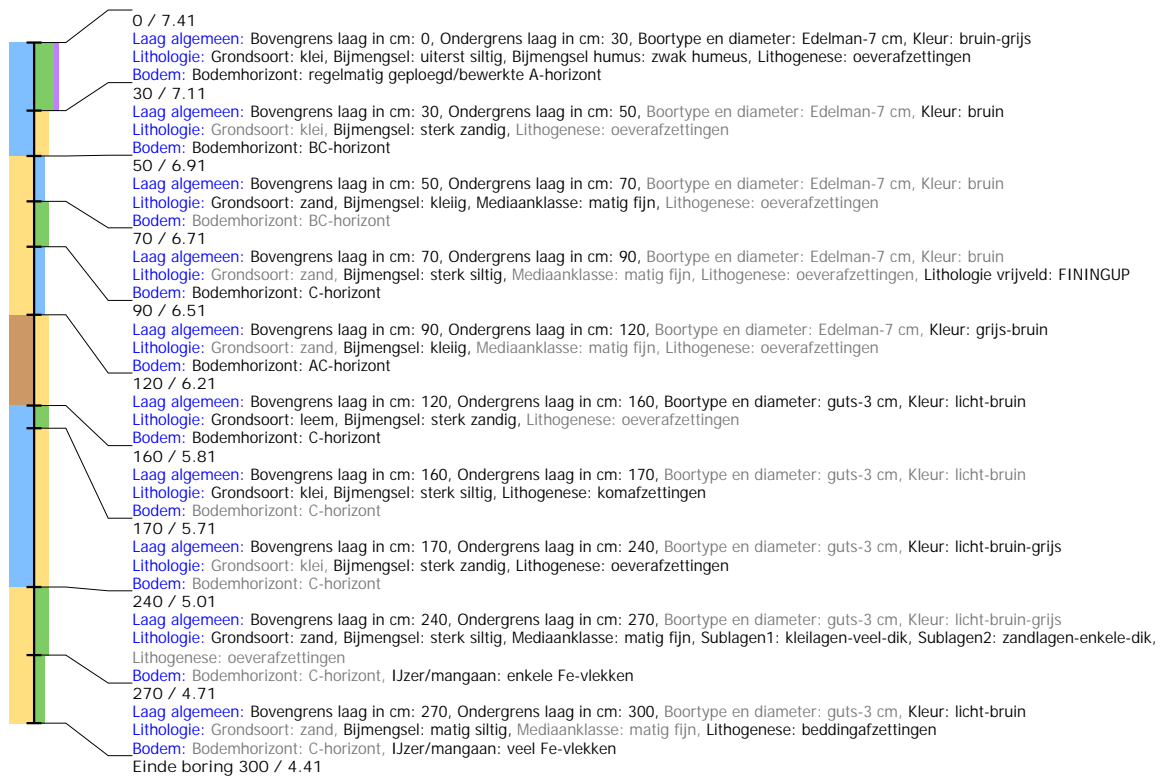 0 / 7.41
Laag algemeen: Bovengrens laag in cm: 0, Ondergrens laag in cm: 30, Boortype en diameter: Edelman-7 cm, Kleur: bruin-grijs
Lithologie: Grondsoort: klei, Bijmengsel: uiterst siltig, Bijmengsel humus: zwak humeus, Lithogenese: oeverafzettingen
Bodem: Bodemhorizont: regelmatig geploegd/bewerkte A-horizont
30 / 7.11
Laag algemeen: Bovengrens laag in cm: 30, Ondergrens laag in cm: 50, Boortype en diameter: Edelman-7 cm, Kleur: bruin
Lithologie: Grondsoort: klei, Bijmengsel: sterk zandig, Lithogenese: oeverafzettingen
Bodem: Bodemhorizont: BC-horizont
50 / 6.91
Laag algemeen: Bovengrens laag in cm: 50, Ondergrens laag in cm: 70, Boortype en diameter: Edelman-7 cm, Kleur: bruin
Lithologie: Grondsoort: zand, Bijmengsel: kleiig, Mediaanklasse: matig fijn, Lithogenese: oeverafzettingen
Bodem: Bodemhorizont: BC-horizont
70 / 6.71
Laag algemeen: Bovengrens laag in cm: 70, Ondergrens laag in cm: 90, Boortype en diameter: Edelman-7 cm, Kleur: bruin
Lithologie: Grondsoort: zand, Bijmengsel: sterk siltig, Mediaanklasse: matig fijn, Lithogenese: oeverafzettingen, Lithologie vrijveld: FININGUP
Bodem: Bodemhorizont: C-horizont
90 / 6.51
Laag algemeen: Bovengrens laag in cm: 90, Ondergrens laag in cm: 120, Boortype en diameter: Edelman-7 cm, Kleur: grijs-bruin
Lithologie: Grondsoort: zand, Bijmengsel: kleiig, Mediaanklasse: matig fijn, Lithogenese: oeverafzettingen
Bodem: Bodemhorizont: AC-horizont
120 / 6.21
Laag algemeen: Bovengrens laag in cm: 120, Ondergrens laag in cm: 160, Boortype en diameter: guts-3 cm, Kleur: licht-bruin
Lithologie: Grondsoort: leem, Bijmengsel: sterk zandig, Lithogenese: oeverafzettingen
Bodem: Bodemhorizont: C-horizont
160 / 5.81
Laag algemeen: Bovengrens laag in cm: 160, Ondergrens laag in cm: 170, Boortype en diameter: guts-3 cm, Kleur: licht-bruin
Lithologie: Grondsoort: klei, Bijmengsel: sterk siltig, Lithogenese: komafzettingen
Bodem: Bodemhorizont: C-horizont
170 / 5.71
Laag algemeen: Bovengrens laag in cm: 170, Ondergrens laag in cm: 240, Boortype en diameter: guts-3 cm, Kleur: licht-bruin-grijs
Lithologie: Grondsoort: klei, Bijmengsel: sterk zandig, Lithogenese: oeverafzettingen
Bodem: Bodemhorizont: C-horizont
240 / 5.01
Laag algemeen: Bovengrens laag in cm: 240, Ondergrens laag in cm: 270, Boortype en diameter: guts-3 cm, Kleur: licht-bruin-grijs
Lithologie: Grondsoort: zand, Bijmengsel: sterk siltig, Mediaanklasse: matig fijn, Sublagen1: kleilagen-veel-dik, Sublagen2: zandlagen-enkele-dik,
Lithogenese: oeverafzettingen
Bodem: Bodemhorizont: C-horizont, IJzer/mangaan: enkele Fe-vlekken
270 / 4.71
Laag algemeen: Bovengrens laag in cm: 270, Ondergrens laag in cm: 300, Boortype en diameter: guts-3 cm, Kleur: licht-bruin
Lithologie: Grondsoort: zand, Bijmengsel: matig siltig, Mediaanklasse: matig fijn, Lithogenese: beddingafzettingen
Bodem: Bodemhorizont: C-horizont, IJzer/mangaan: veel Fe-vlekken
Einde boring 300 / 4.41